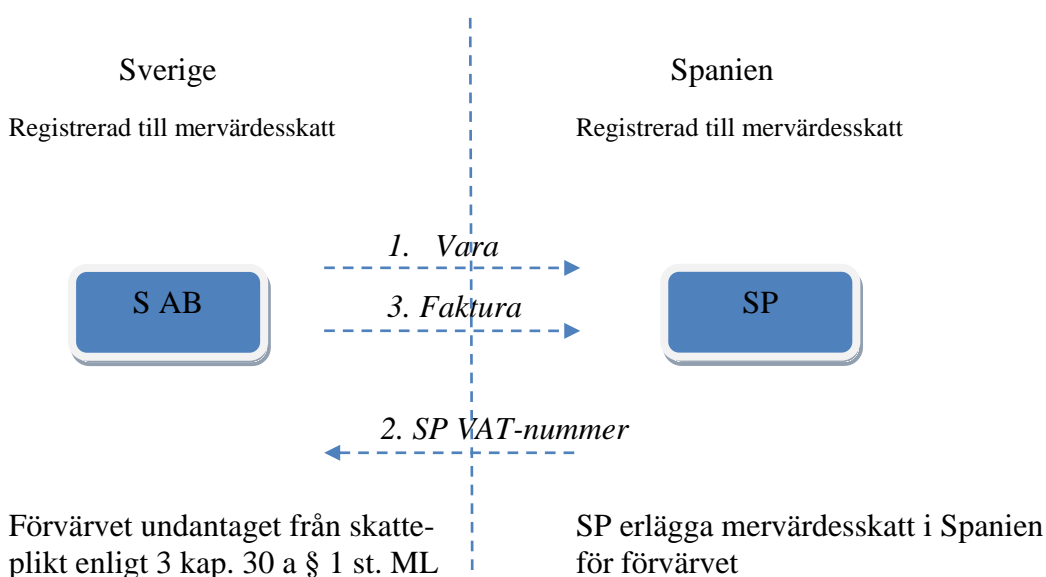 Sverige
Spanien
Registrerad till mervärdesskatt
Registrerad till mervärdesskatt
1. Vara
S AB
3. Faktura
SP
2. SP VAT-nummer
Förvärvet undantaget från skatte-
plikt enligt 3 kap. 30 a § 1 st. ML
SP erlägga mervärdesskatt i Spanien
för förvärvet